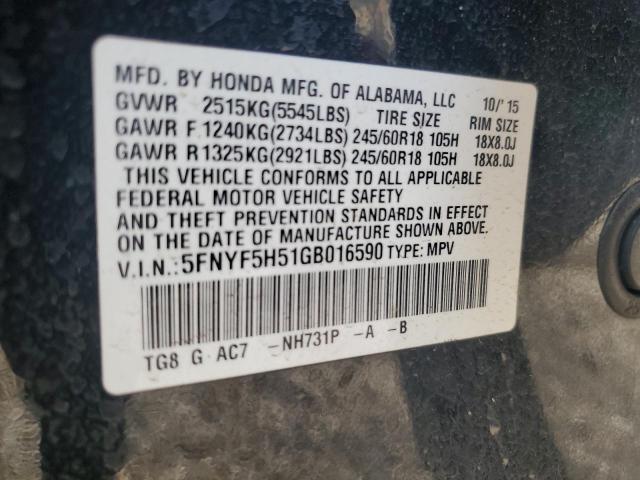 MFD. BY HONDA MFG. OF ALABAMA, LLC 10/'15
GVWR 2515KG(5545LBS) TIRE SIZE RIM SIZE
GAWR F.1240KG(2734LBS) 245/60R18 105H 18X8.0J
GAWR R1325KG(2921LBS) 245/60R18 105H 18X8.0J
THIS VEHICLE CONFORMS TO ALL APPLICABLE
FEDERAL MOTOR VEHICLE SAFETY
AND THEFT PREVENTION STANDARDS IN EFFECT
ON THE DATE OF MANUFACTURE SHOWN ABOVE.
V.I.N.:5FNYF5H51GB016590 TYPE: MPV
TG8 G AC7 -NH731P -A -B